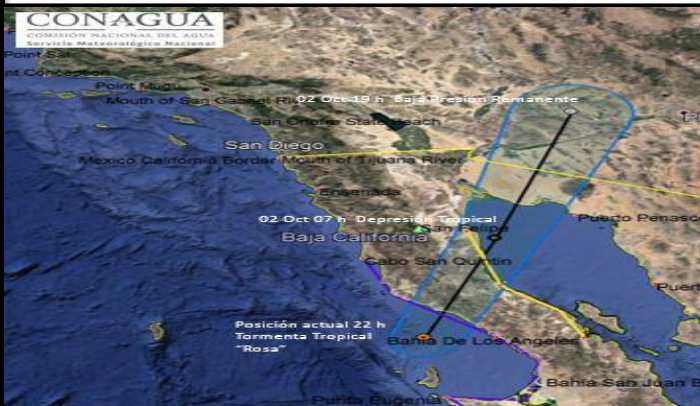 CONAGUA
COMISIÓN NACIONAL DEL AGUA
Servicio Meteorológico Nacional
Point Sal
nt Conception
Point Mugu
Mouth of San Gabriel
02 Oct 19 h Baja Presión Remanente
San Onofre State Beach
San Diego
Mexico California Border Mouth of Tijuana River
Ensenada
02 Oct 07 h Depresión Tropical
San Felipe
Puerto Penasco
Baja California
Cabo San Quintin
Puert
Posición actual 22 h
Tormenta Tropical
"Rosa"
Bahia De Los Angeles
Bahia San Juan B
Punta Eugenia